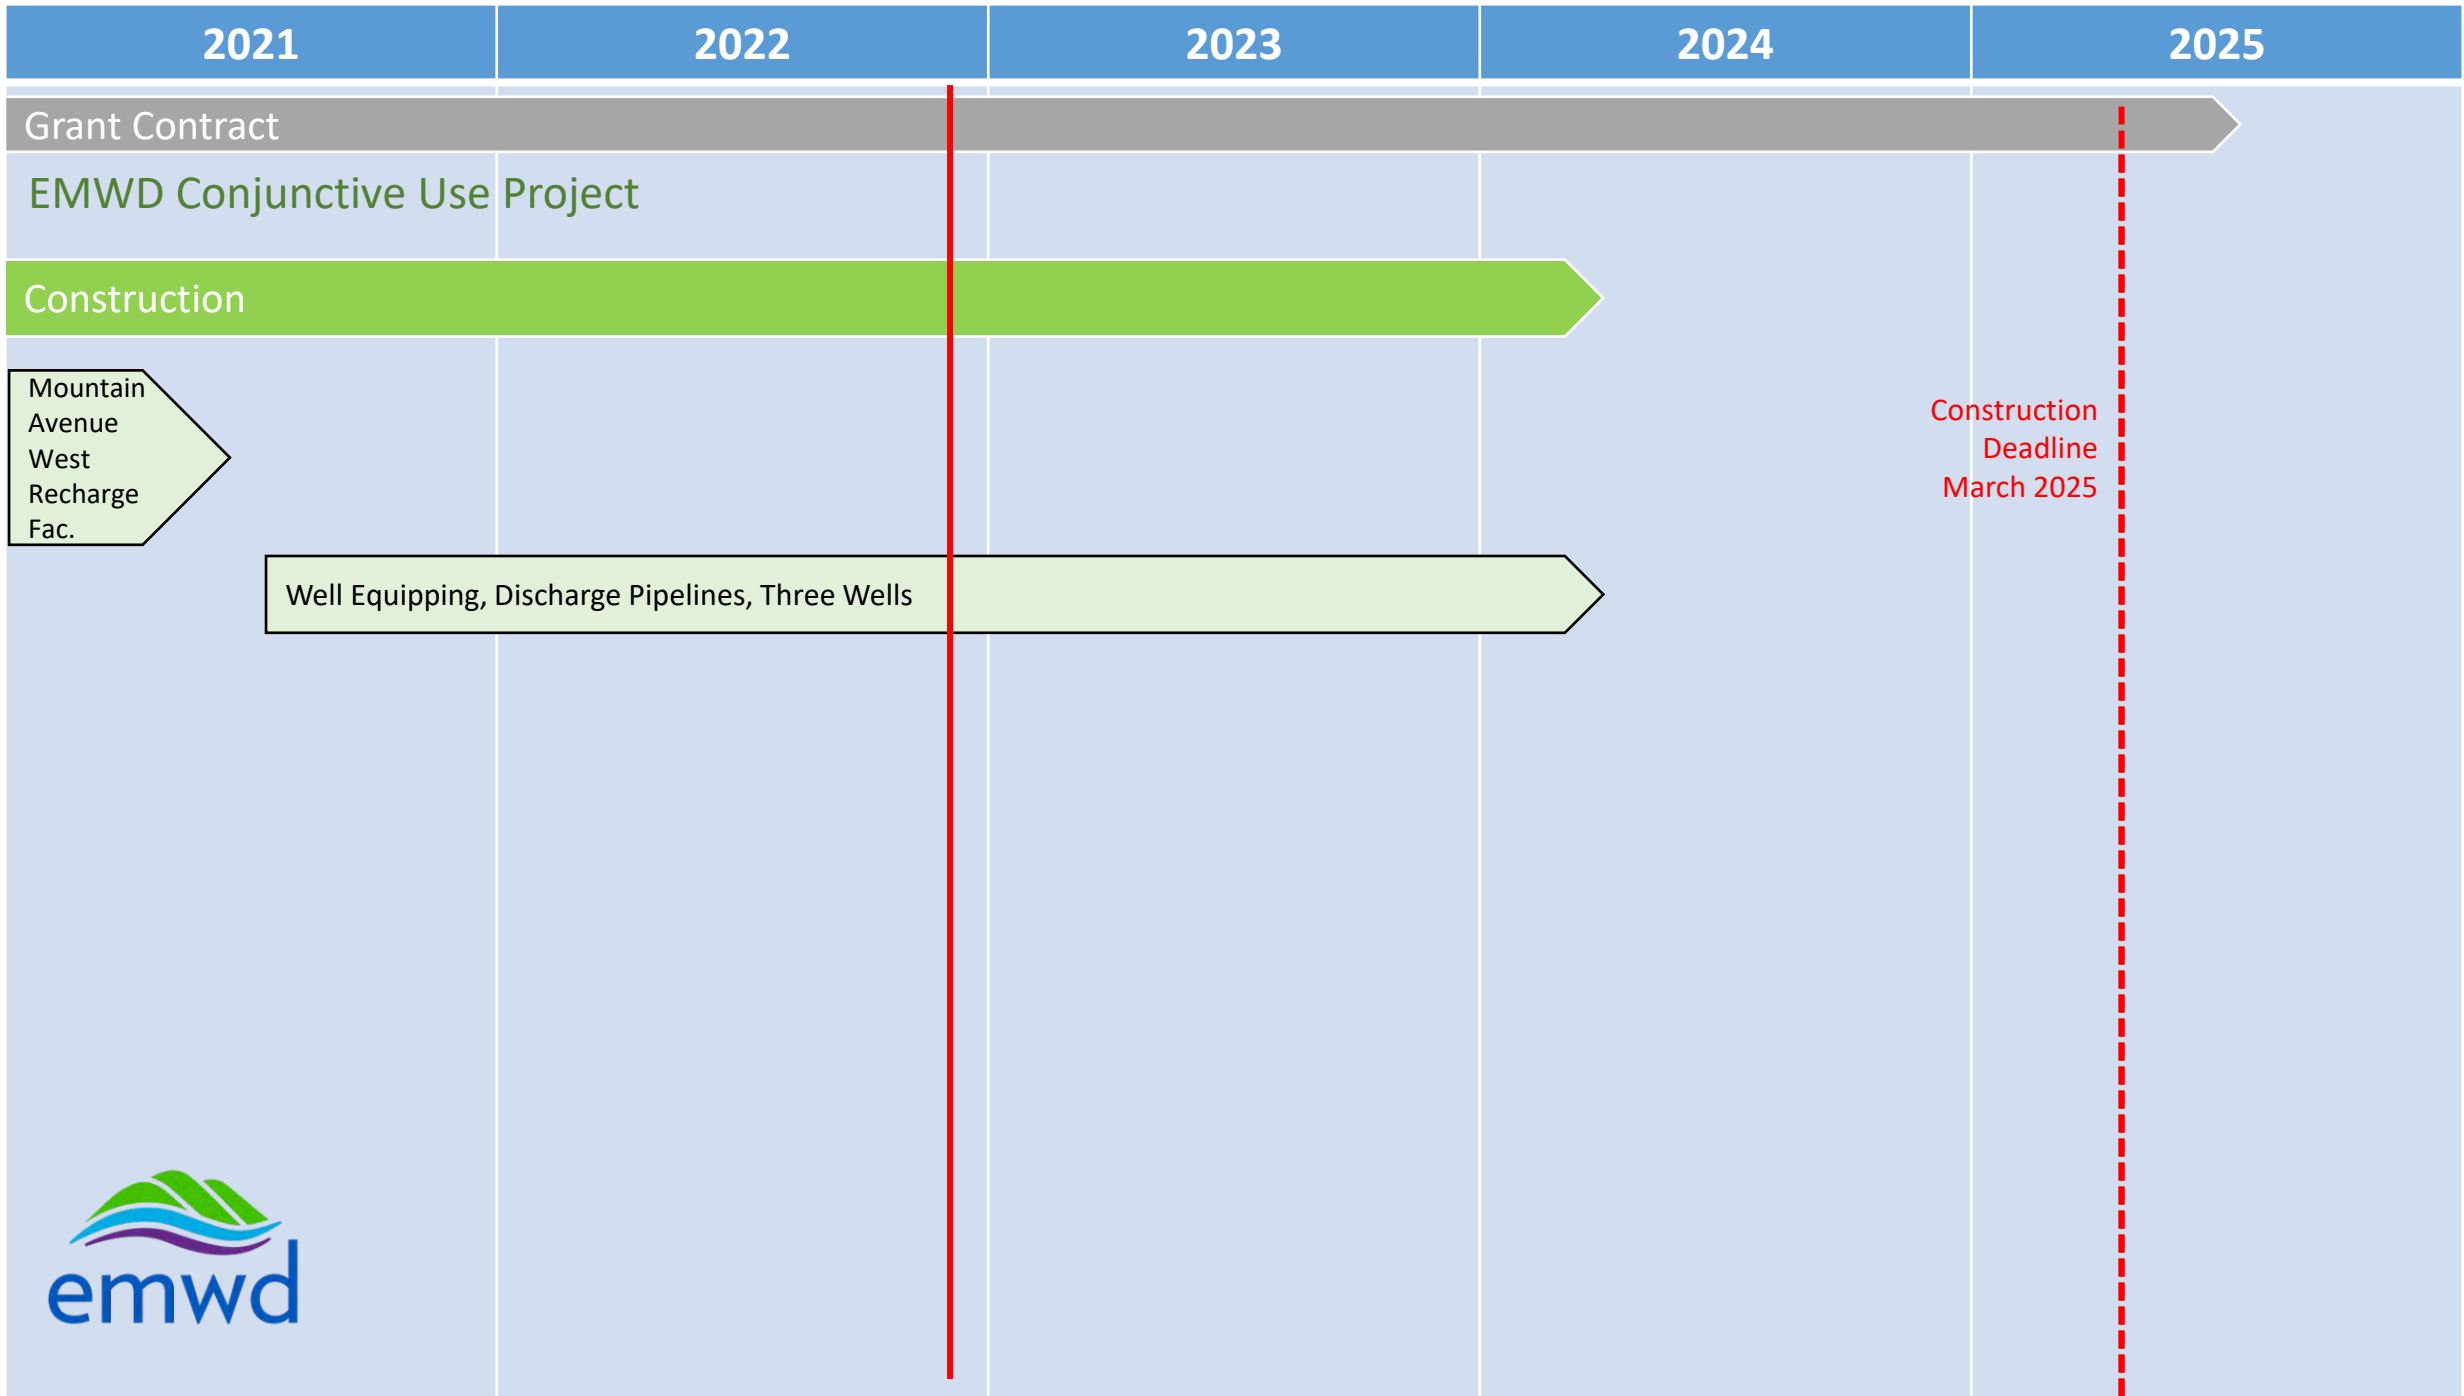 2021 2022 2023 2024 2025
Grant Contract
EMWD Conjunctive Use Project
Construction
Mountain
Avenue
West
Recharge
Fac.
Construction
Deadline
March 2025
Well Equipping, Discharge Pipelines, Three Wells
emwd